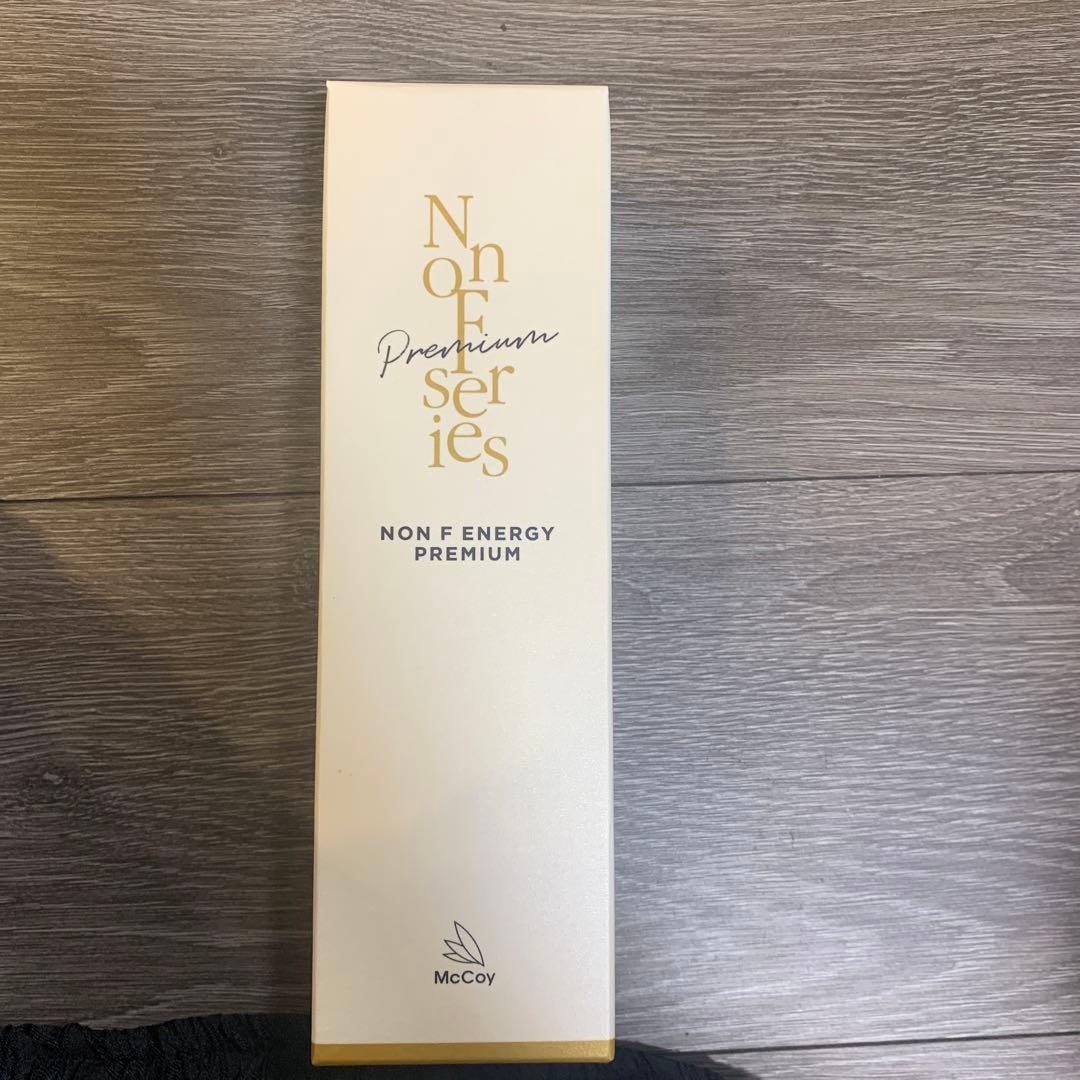 Non F
Premium
series
NON F ENERGY
PREMIUM
McCoy